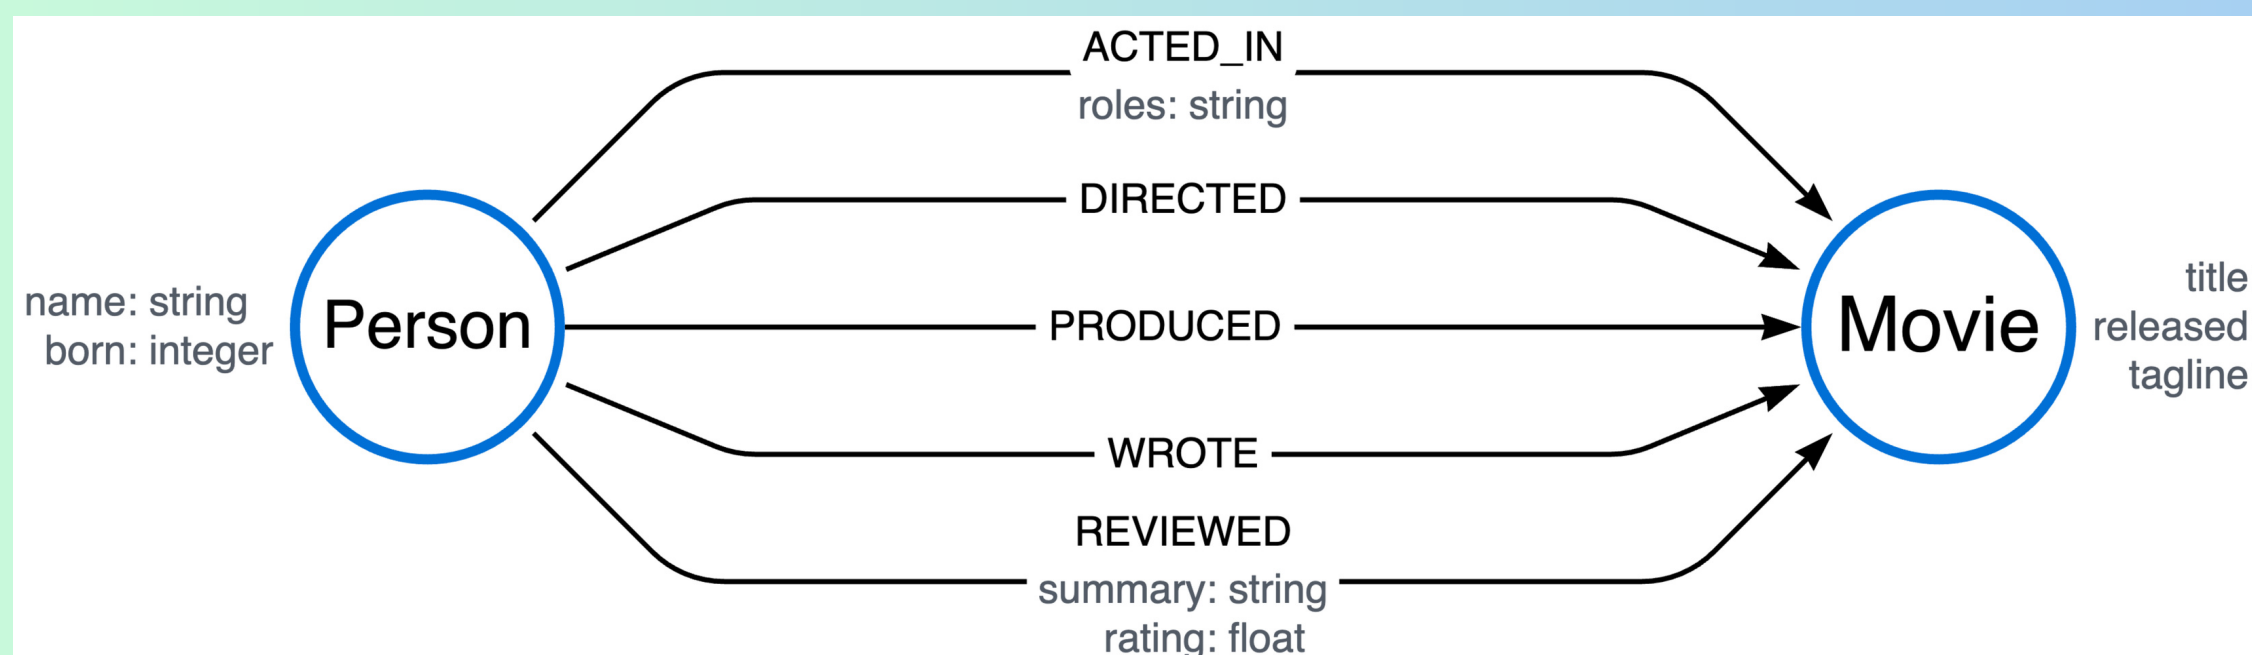 ACTED_IN
roles: string
DIRECTED
name: string
born: integer
Person
PRODUCED
Movie
title
released
tagline
WROTE
REVIEWED
summary: string
rating: float